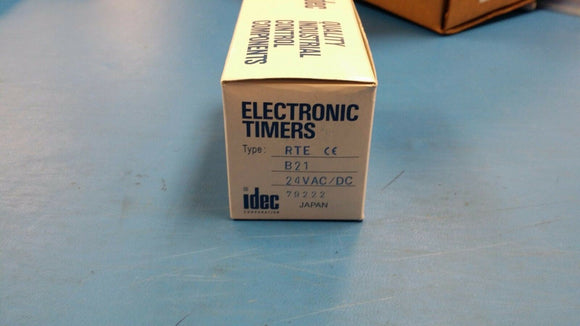 QUALITY
INDUSTRIAL
CONTROL
COMPONENTS
ELECTRONIC
TIMERS
Type: RTE CE
B21
24VAC/DC
79222
idec
CORPORATION
JAPAN